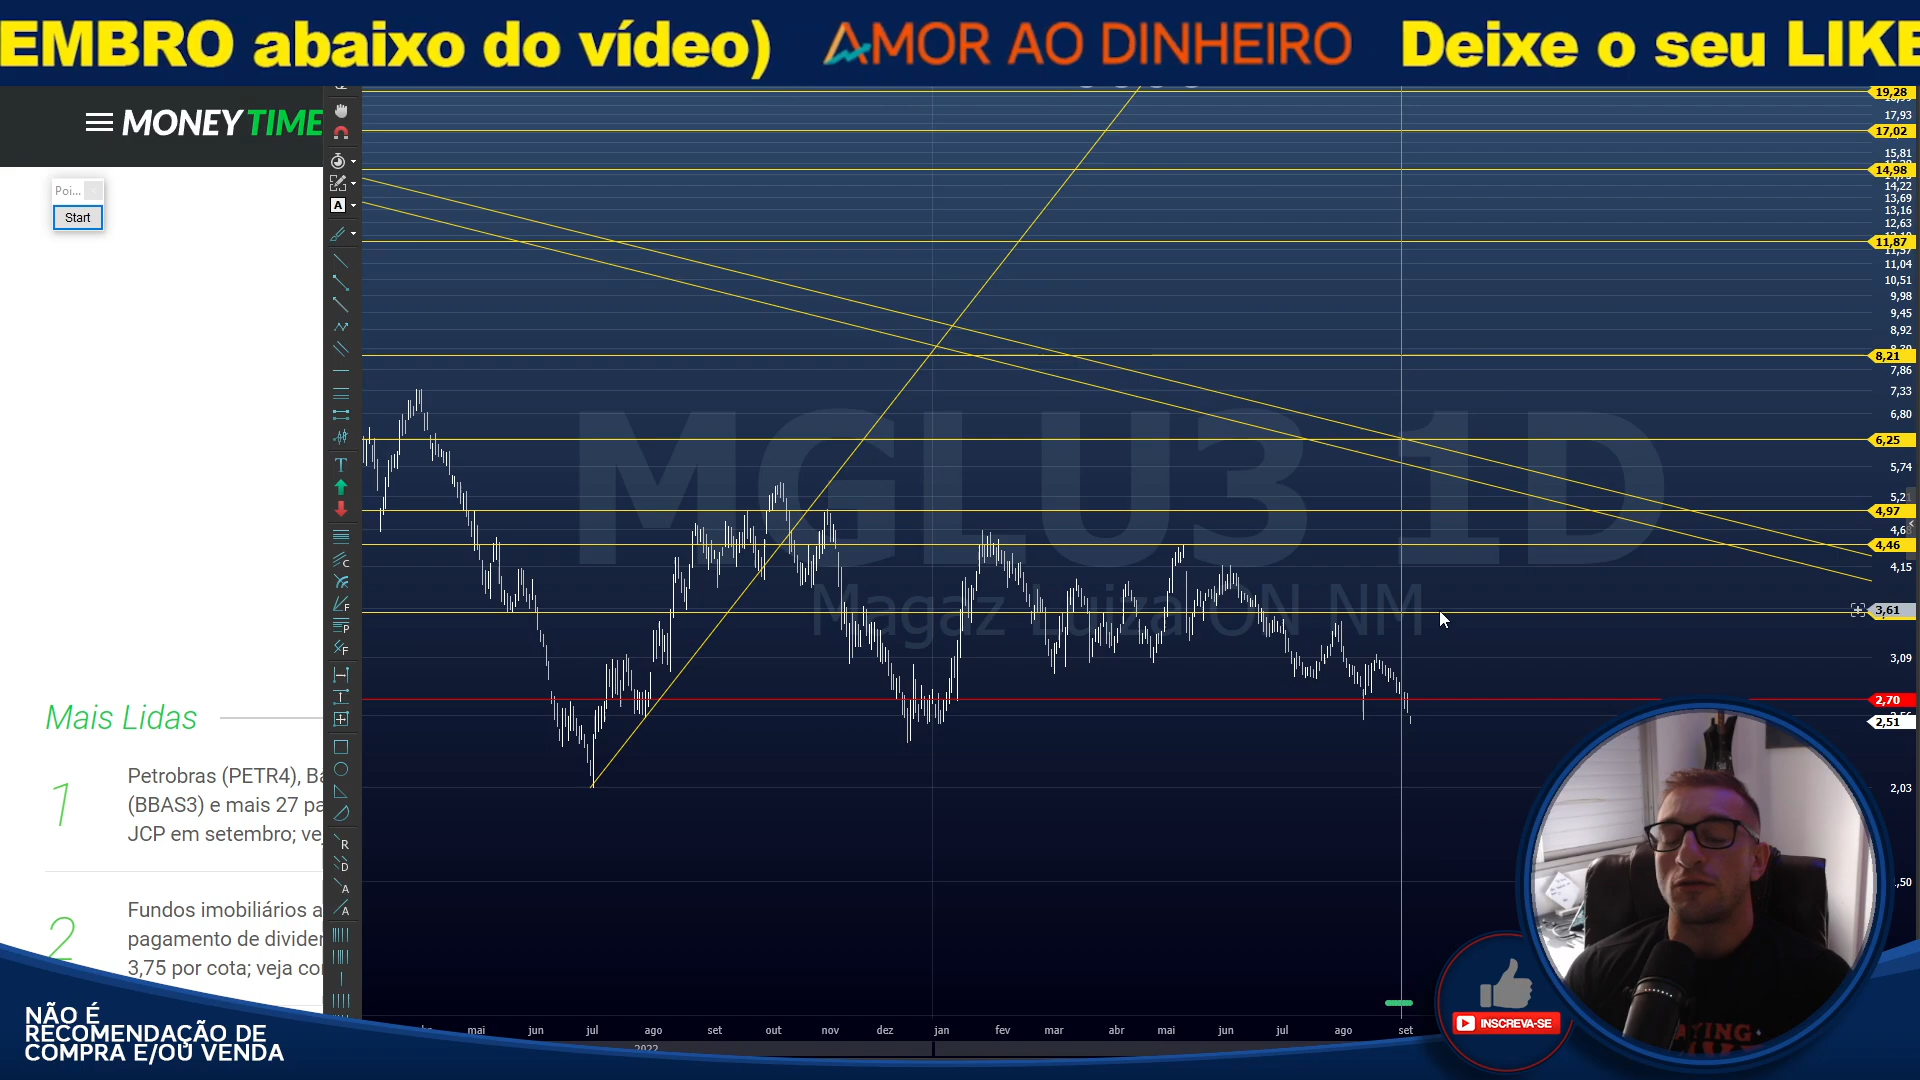 EMBRO abaixo do vídeo) AMOR AO DINHEIRO Deixe o seu LIKE
MONEY TIME
Poi...
Start
Mais Lidas
1
Petrobras (PETR4), Ba
(BBAS3) e mais 27 pa
JCP em setembro; ve
2
Fundos imobiliários a
pagamento de divider
3,75 por cota; veja co
NÃO É
RECOMENDAÇÃO DE
COMPRA E/OU VENDA
MGLU3 1D
Magaz Luiza ON NM
19,28
17,93
17,02
15,81
14,98
14,22
13,69
13,16
12,63
11,87
11,04
10,51
9,98
9,45
8,92
8,21
7,86
7,33
6,80
6,25
5,74
5,21
4,97
4,46
4,15
3,61
3,09
2,70
2,51
2,03
1,50
mai jun jul ago set out nov dez jan fev mar abr mai jun jul ago set
2022
INSCREVA-SE